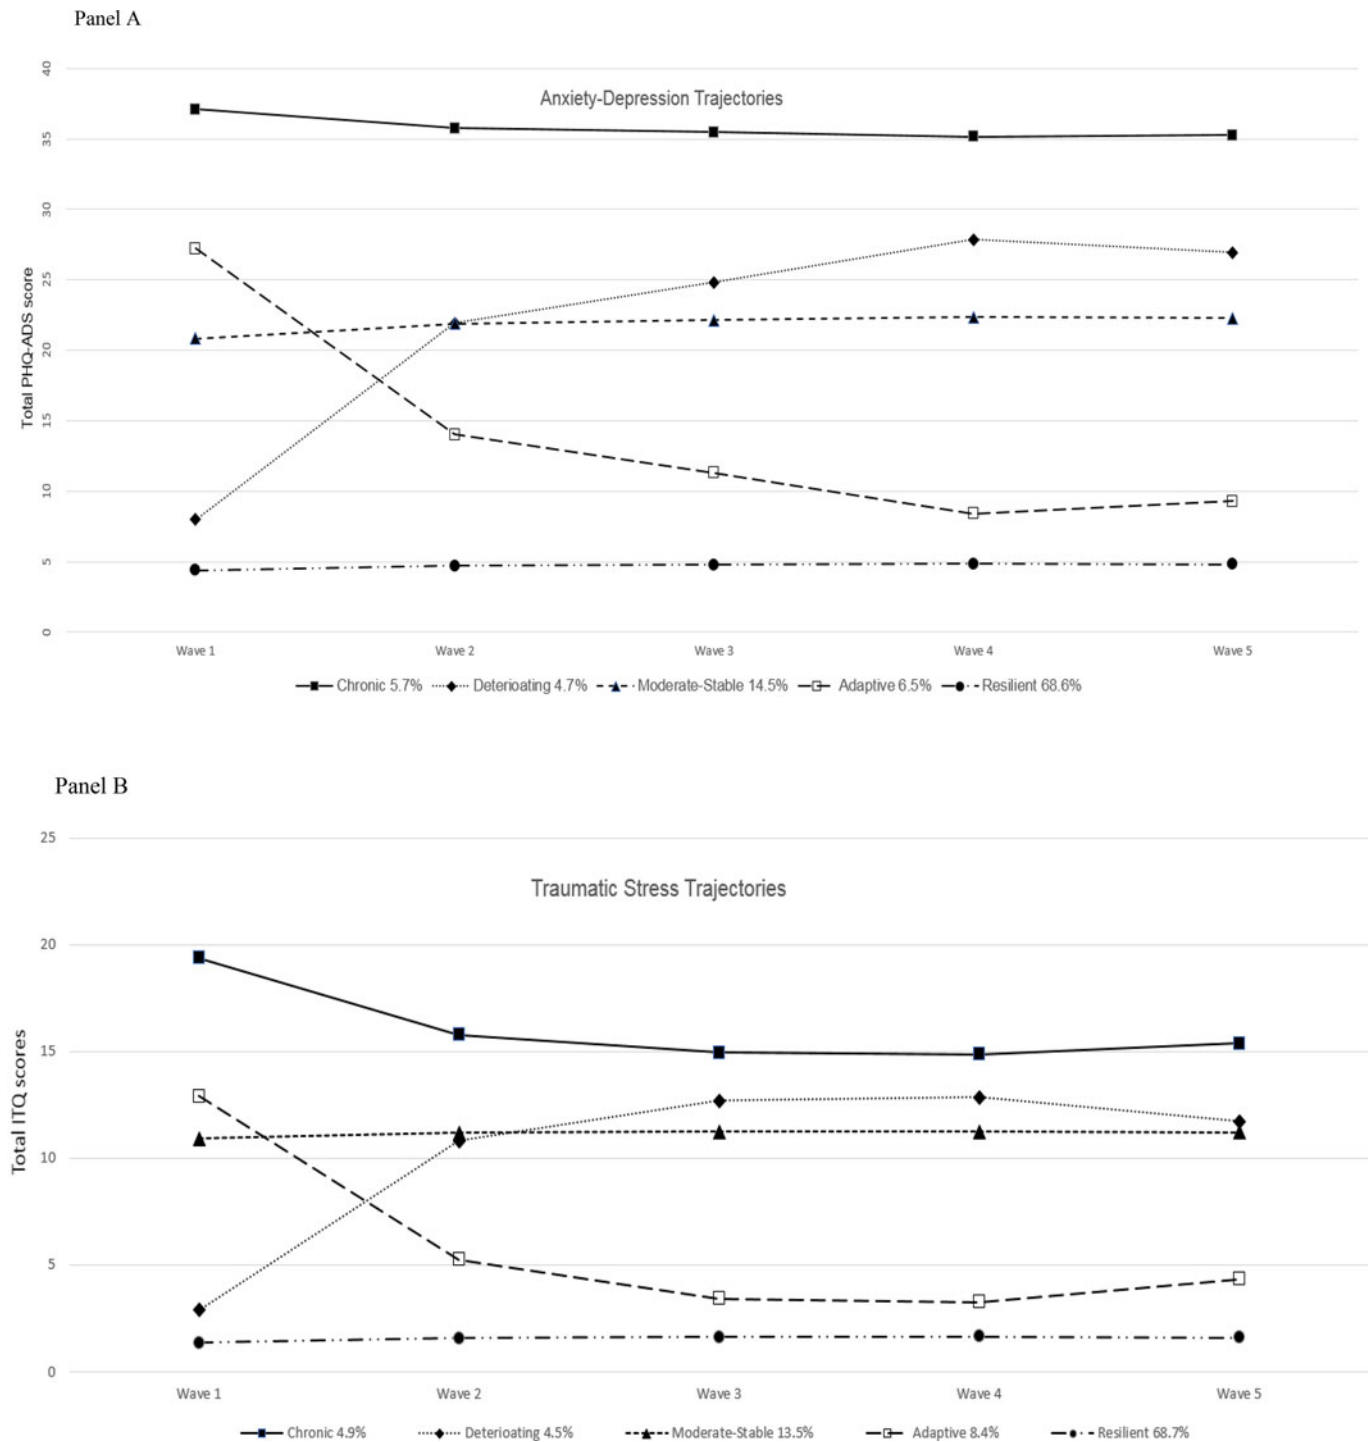 Panel A
40
Anxiety-Depression Trajectories
35
30
25
20
15
10
5
0
Total PHQ-ADS score
Wave 1 Wave 2 Wave 3 Wave 4 Wave 5
Chronic 5.7% Deterioating 4.7% Moderate-Stable 14.5% Adaptive 6.5% Resilient 68.6%
Panel B
25
Traumatic Stress Trajectories
20
15
10
5
0
Total ITQ scores
Wave 1 Wave 2 Wave 3 Wave 4 Wave 5
Chronic 4.9% Deterioating 4.5% Moderate-Stable 13.5% Adaptive 8.4% Resilient 68.7%